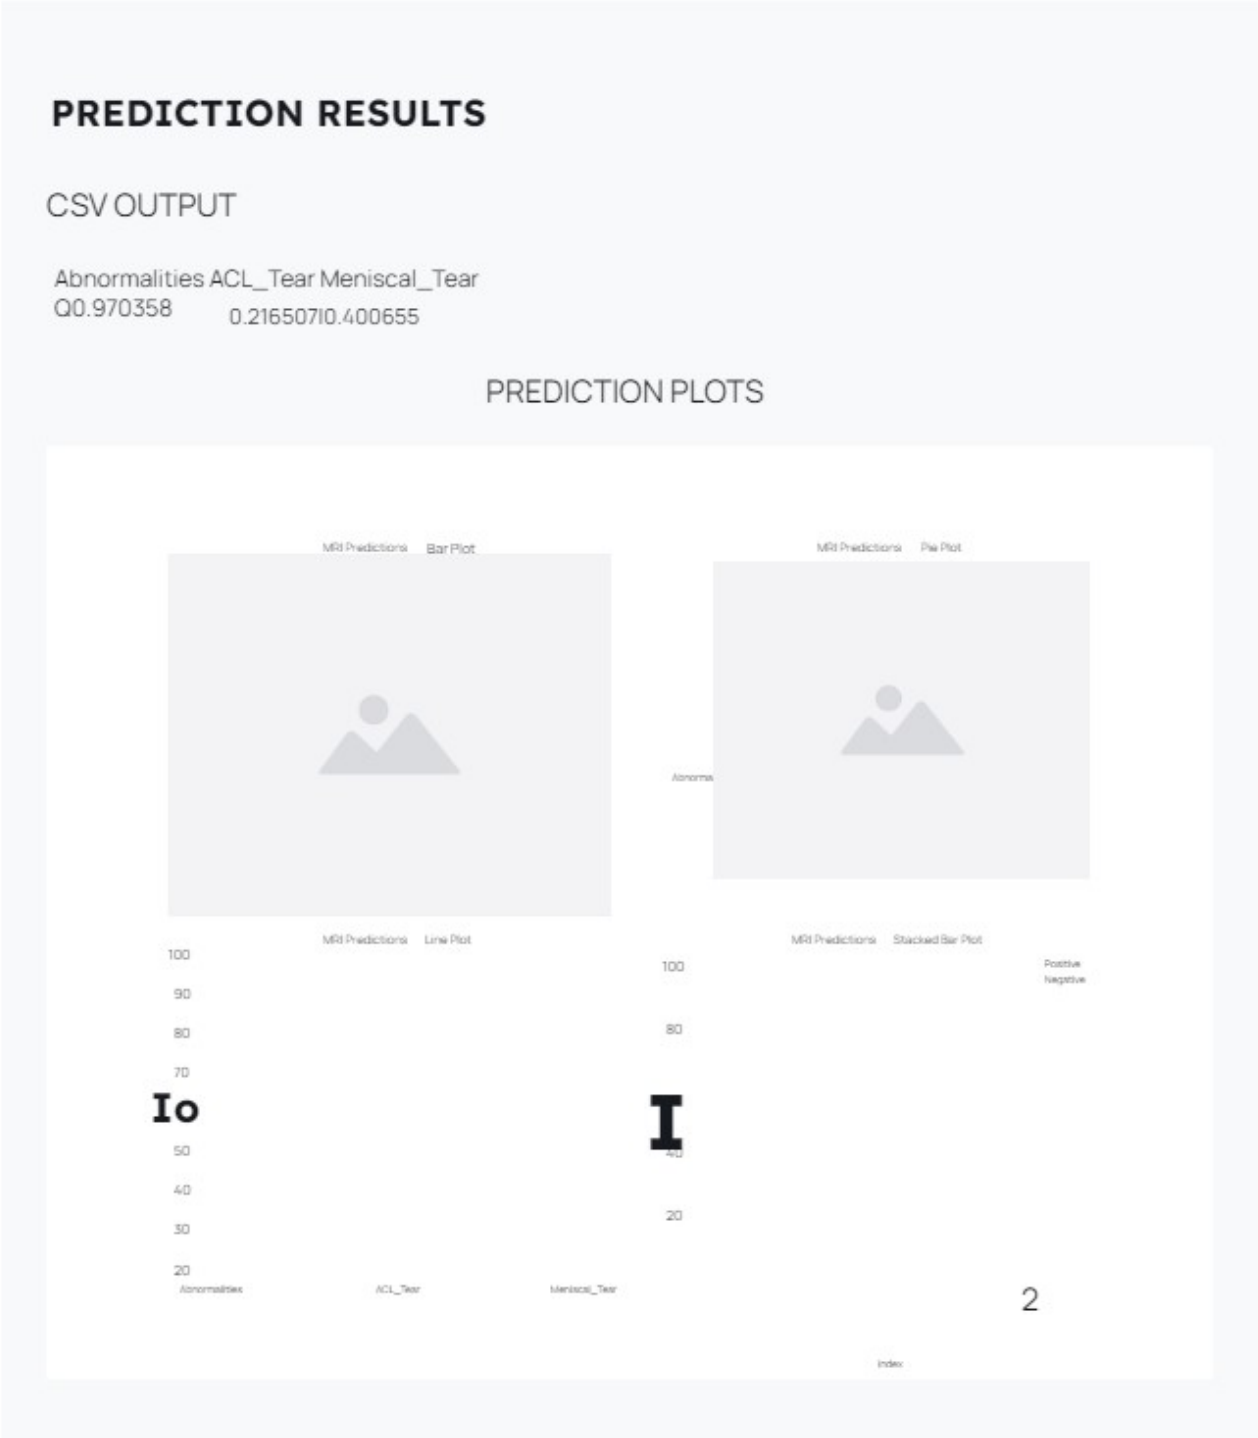 PREDICTION RESULTS
CSV OUTPUT
Abnormalities ACL_Tear Meniscal_Tear
Q0.970358 0.216507I0.400655
PREDICTION PLOTS
MRI Predictions Bar Plot
MRI Predictions Pie Plot
Abnorma
MRI Predictions Line Plot
100
90
80
70
Io
50
40
30
20
Abnormalities ACL_Tear Meniscal_Tear
MRI Predictions Stacked Bar Plot
Positive
Negative
100
80
I
40
20
2
index